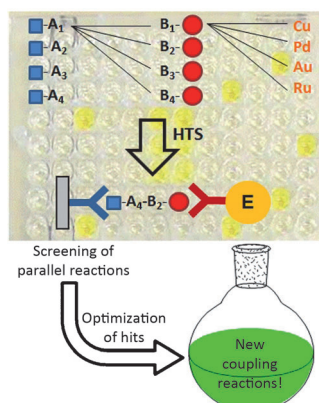 A₁ B₁ Cu
A₂ B₂ Pd
A₃ B₃ Au
A₄ B₄ Ru
HTS
A₄-B₂ E
Screening of
parallel reactions
Optimization
of hits
New
coupling
reactions!